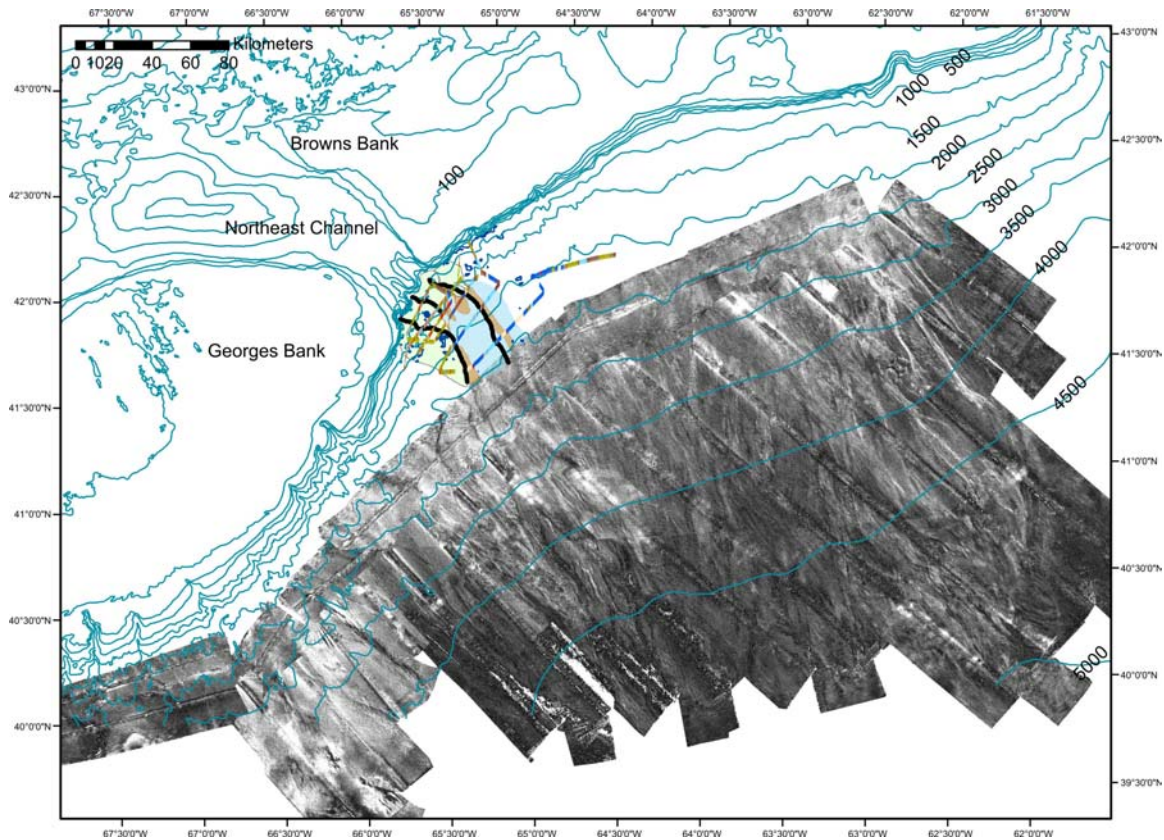 67°30'0"W 67°0'0"W 66°30'0"W 66°0'0"W 65°30'0"W 65°0'0"W 64°30'0"W 64°0'0"W 63°30'0"W 63°0'0"W 62°30'0"W 62°0'0"W 61°30'0"W
43°0'0"N
Kilometers
0 10 20 40 60 80
500
1000
43°0'0"N
1500
Browns Bank
42°30'0"N
2000
100
2500
42°30'0"N
3000
Northeast Channel
3500
42°0'0"N
4000
42°0'0"N
Georges Bank
41°30'0"N
4500
41°30'0"N
41°0'0"N
41°0'0"N
40°30'0"N
40°30'0"N
5000
40°0'0"N
40°0'0"N
39°30'0"N
67°30'0"W 67°0'0"W 66°30'0"W 66°0'0"W 65°30'0"W 65°0'0"W 64°30'0"W 64°0'0"W 63°30'0"W 63°0'0"W 62°30'0"W 62°0'0"W